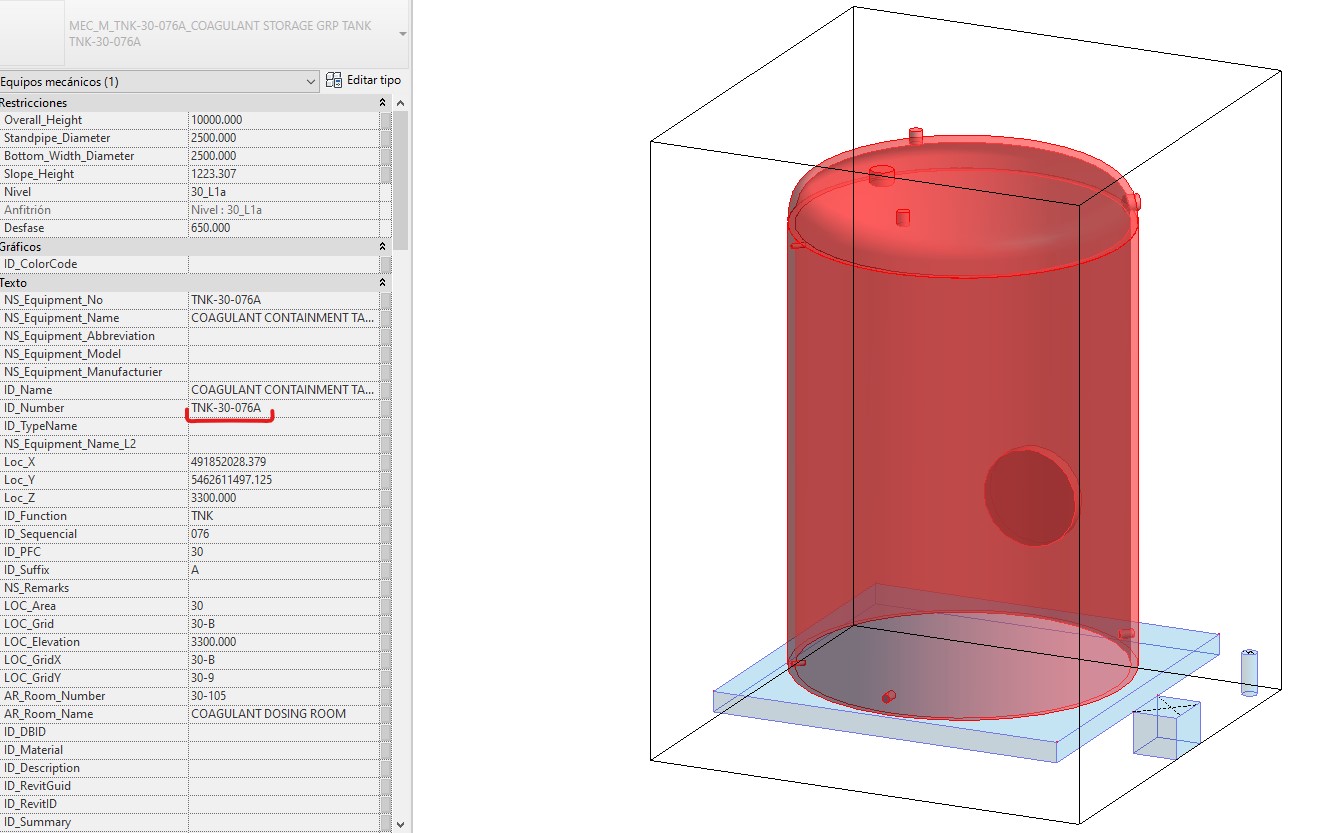 MEC_M_TNK-30-076A_COAGULANT STORAGE GRP TANK
TNK-30-076A
Equipos mecánicos (1) Editar tipo
Restricciones
Overall_Height 10000.000
Standpipe_Diameter 2500.000
Bottom_Width_Diameter 2500.000
Slope_Height 1223.307
Nivel 30_L1a
Anfitrión Nivel : 30_L1a
Desfase 650.000
Gráficos
ID_ColorCode
Texto
NS_Equipment_No TNK-30-076A
NS_Equipment_Name COAGULANT CONTAINMENT TA...
NS_Equipment_Abbreviation
NS_Equipment_Model
NS_Equipment_Manufacturier
ID_Name COAGULANT CONTAINMENT TA...
ID_Number TNK-30-076A
ID_TypeName
NS_Equipment_Name_L2
Loc_X 491852028.379
Loc_Y 5462611497.125
Loc_Z 3300.000
ID_Function TNK
ID_Sequencial 076
ID_PFC 30
ID_Suffix A
NS_Remarks
LOC_Area 30
LOC_Grid 30-B
LOC_Elevation 3300.000
LOC_GridX 30-B
LOC_GridY 30-9
AR_Room_Number 30-105
AR_Room_Name COAGULANT DOSING ROOM
ID_DBID
ID_Material
ID_Description
ID_RevitGuid
ID_RevitID
ID_Summary